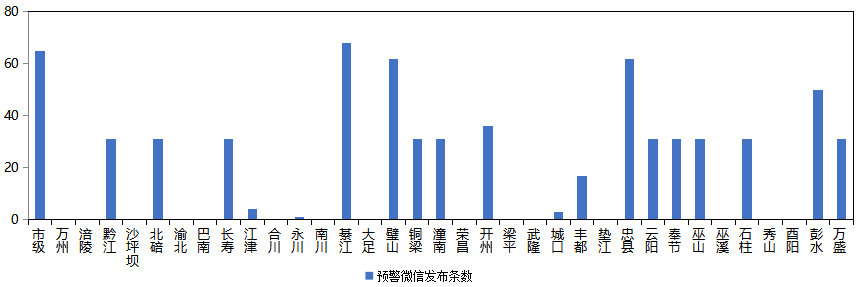 80
60
40
20
0
市级 万州 涪陵 黔江 沙坪坝 北碚 渝北 巴南 长寿 江津 合川 永川 南川 綦江 大足 璧山 铜梁 潼南 荣昌 开州 梁平 武隆 城口 丰都 垫江 忠县 云阳 奉节 巫山 巫溪 石柱 秀山 酉阳 彭水 万盛
预警微信发布条数